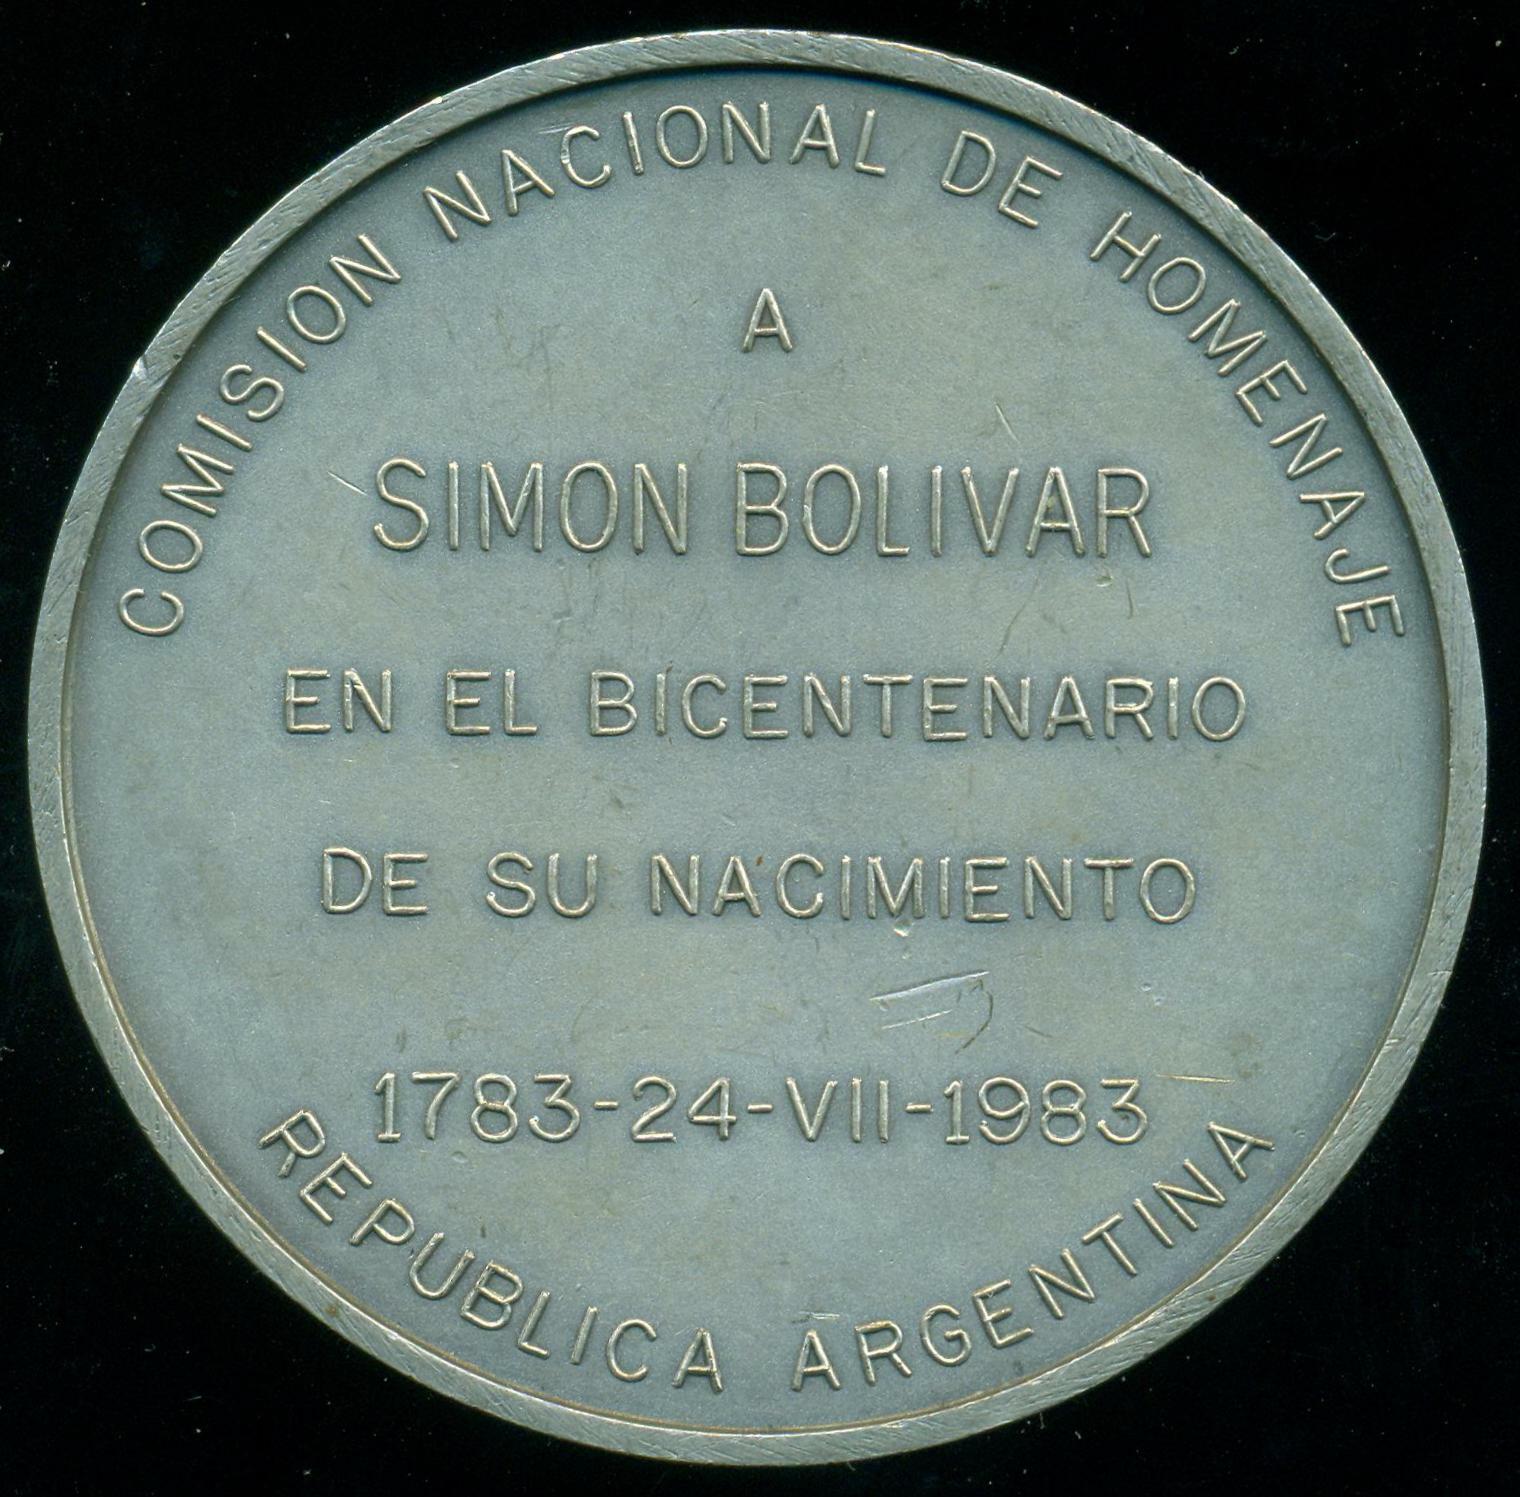 COMISION NACIONAL DE HOMENAJE
A
SIMON BOLIVAR
EN EL BICENTENARIO
DE SU NACIMIENTO
1783-24-VII-1983
REPUBLICA ARGENTINA